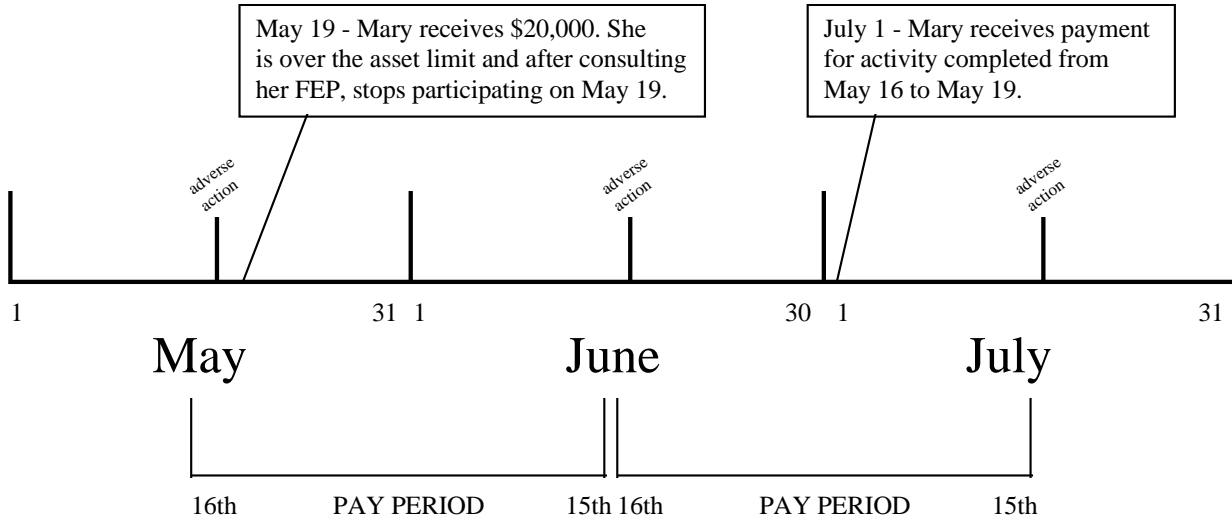 May 19 - Mary receives $20,000. She
is over the asset limit and after consulting
her FEP, stops participating on May 19.
July 1 - Mary receives payment
for activity completed from
May 16 to May 19.
adverse
action
adverse
action
adverse
action
1 31 1 30 1 31
May June July
16th PAY PERIOD 15th 16th PAY PERIOD 15th